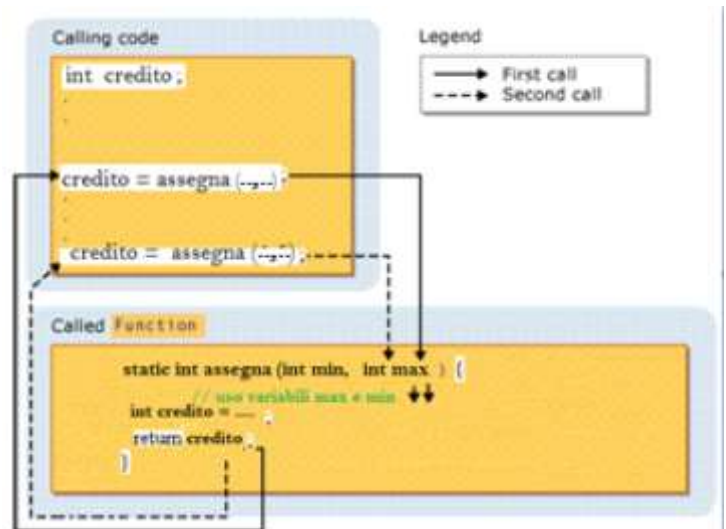 Calling code
int credito ;
.
.
credito = assegna (..,..) ;
.
.
.
credito = assegna (..,..) ;
Legend
First call
Second call
Called Function
static int assegna (int min, int max ) {
// uso variabili max e min
int credito = .... ;
return credito ;
}